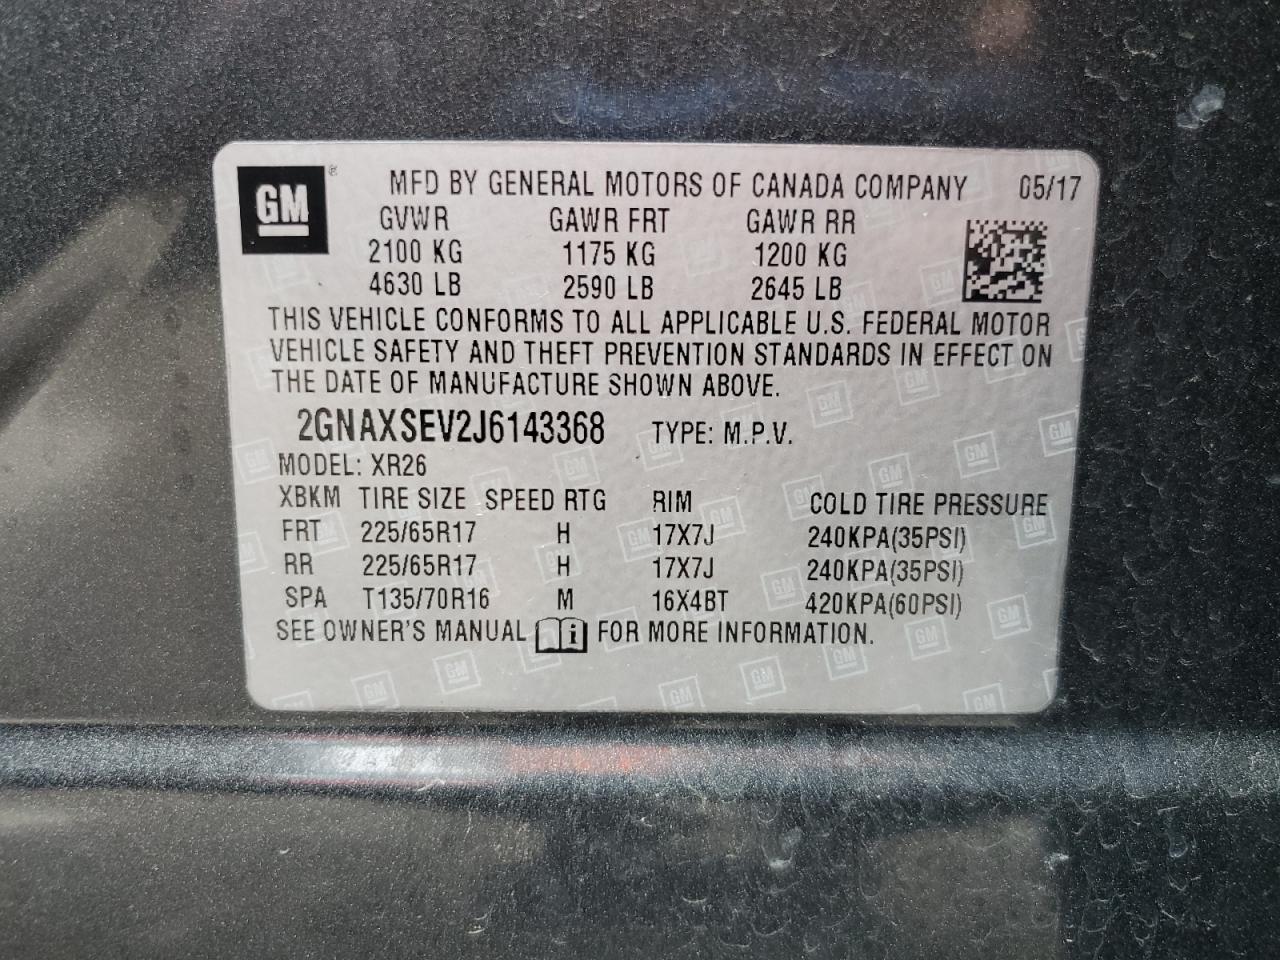 GM ® MFD BY GENERAL MOTORS OF CANADA COMPANY 05/17
GVWR GAWR FRT GAWR RR
2100 KG 1175 KG 1200 KG
4630 LB 2590 LB 2645 LB
THIS VEHICLE CONFORMS TO ALL APPLICABLE U.S. FEDERAL MOTOR
VEHICLE SAFETY AND THEFT PREVENTION STANDARDS IN EFFECT ON
THE DATE OF MANUFACTURE SHOWN ABOVE.
2GNAXSEV2J6143368 TYPE: M.P.V.
MODEL: XR26
XBKM TIRE SIZE SPEED RTG RIM COLD TIRE PRESSURE
FRT 225/65R17 H 17X7J 240KPA(35PSI)
RR 225/65R17 H 17X7J 240KPA(35PSI)
SPA T135/70R16 M 16X4BT 420KPA(60PSI)
SEE OWNER'S MANUAL i FOR MORE INFORMATION.